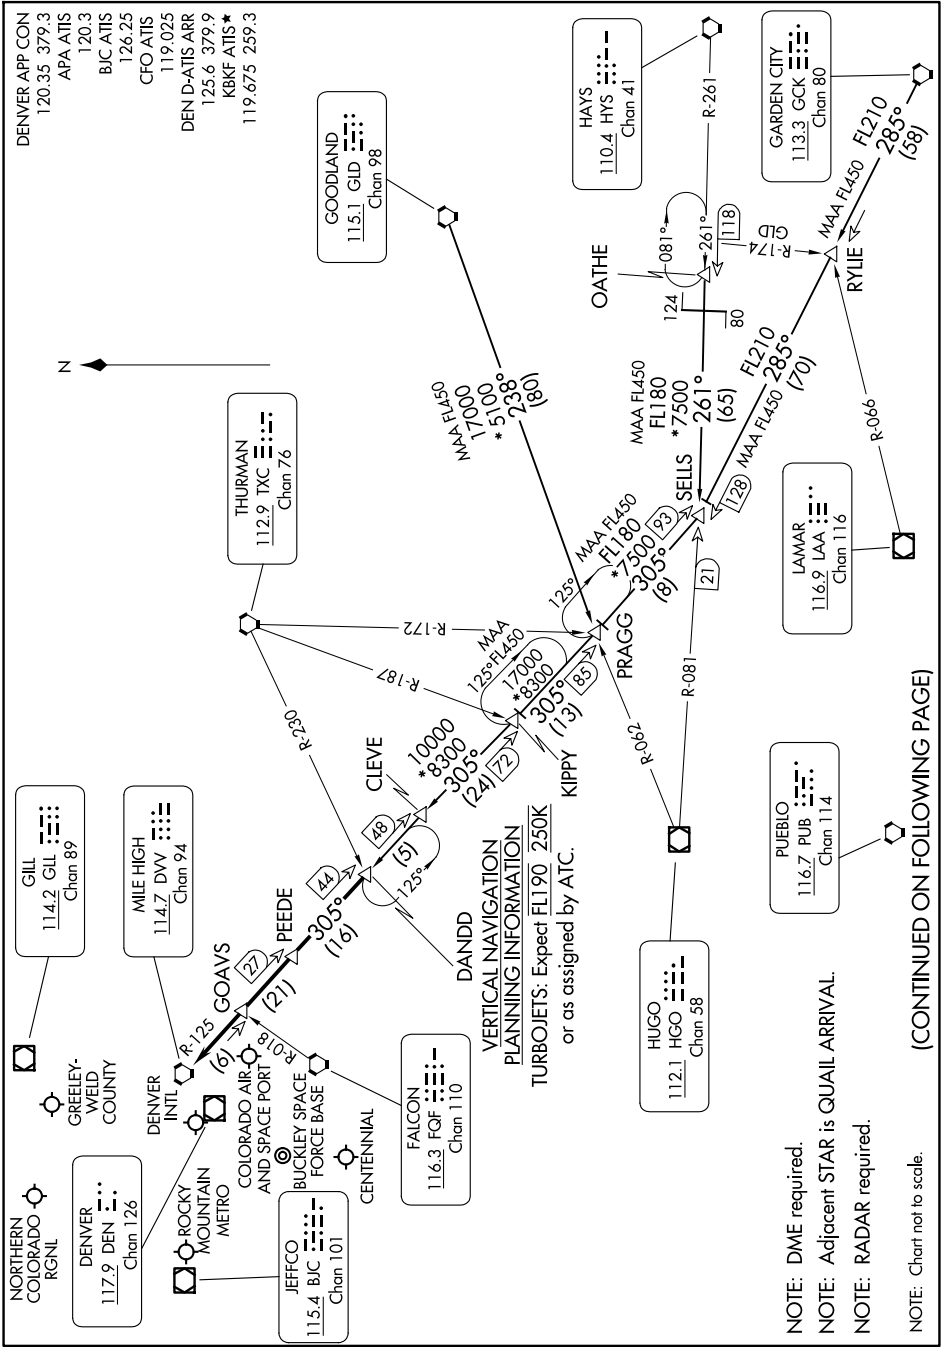 DENVER APP CON
120.35 379.3
APA ATIS
120.3
BJC ATIS
126.25
CFO ATIS
119.025
DEN D-ATIS ARR
125.6 379.9
KBKF ATIS★
119.675 259.3
NORTHERN
COLORADO
RGNL
GREELEY-
WELD
COUNTY
GILL
114.2 GLL
Chan 89
MILE HIGH
114.7 DVV
Chan 94
DENVER
INTL
DENVER
117.9 DEN
Chan 126
ROCKY
MOUNTAIN
METRO
JEFFCO
115.4 BJC
Chan 101
COLORADO AIR
AND SPACE PORT
BUCKLEY SPACE
FORCE BASE
CENTENNIAL
FALCON
116.3 FQF
Chan 110
R-018
R-125
(6)
GOAVS
(21)
27
PEEDE
305°
(16)
44
DANDD
125°
(5)
48
CLEVE
10000
*8300
305°
(24)
72
KIPPY
MAA
FL450
125°
17000
*8300
305°
(13)
85
PRAGG
125°
MAA FL450
FL180
*7500
305°
(8)
93
SELLS
128
21
THURMAN
112.9 TXC
Chan 76
R-230
R-187
R-172
N
GOODLAND
115.1 GLD
Chan 98
MAA FL450
17000
*5100
238°
(80)
HAYS
110.4 HYS
Chan 41
R-261
OATHE
081°
261°
118
124
80
MAA FL450
FL180
*7500
261°
(65)
R-174
GLD
GARDEN CITY
113.3 GCK
Chan 80
MAA FL450
FL210
285°
(58)
RYLIE
MAA FL450
FL210
285°
(70)
R-066
LAMAR
116.9 LAA
Chan 116
R-062
R-081
HUGO
112.1 HGO
Chan 58
PUEBLO
116.7 PUB
Chan 114
VERTICAL NAVIGATION
PLANNING INFORMATION
TURBOJETS: Expect FL190 250K
or as assigned by ATC.
NOTE: DME required.
NOTE: Adjacent STAR is QUAIL ARRIVAL.
NOTE: RADAR required.
NOTE: Chart not to scale.
(CONTINUED ON FOLLOWING PAGE)